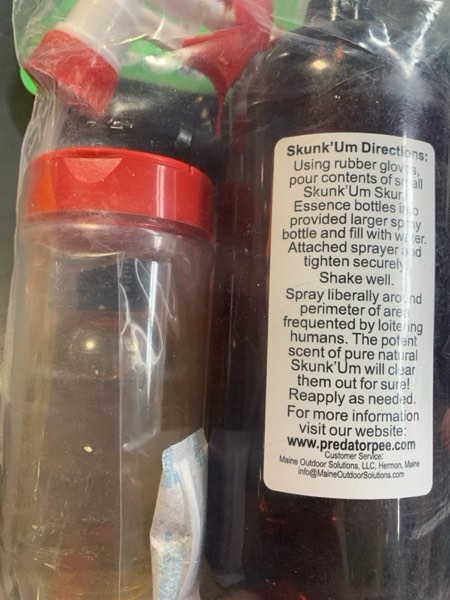 Skunk'Um Directions:
Using rubber gloves,
pour contents of small
Skunk'Um Skunk
Essence bottles into
provided larger spray
bottle and fill with water.
Attached sprayer and
tighten securely.
Shake well.
Spray liberally around
perimeter of area
frequented by loitering
humans. The potent
scent of pure natural
Skunk'Um will clear
them out for sure!
Reapply as needed.
For more information
visit our website:
www.predatorpee.com
Customer Service:
Maine Outdoor Solutions, LLC, Hermon, Maine
info@MaineOutdoorSolutions.com